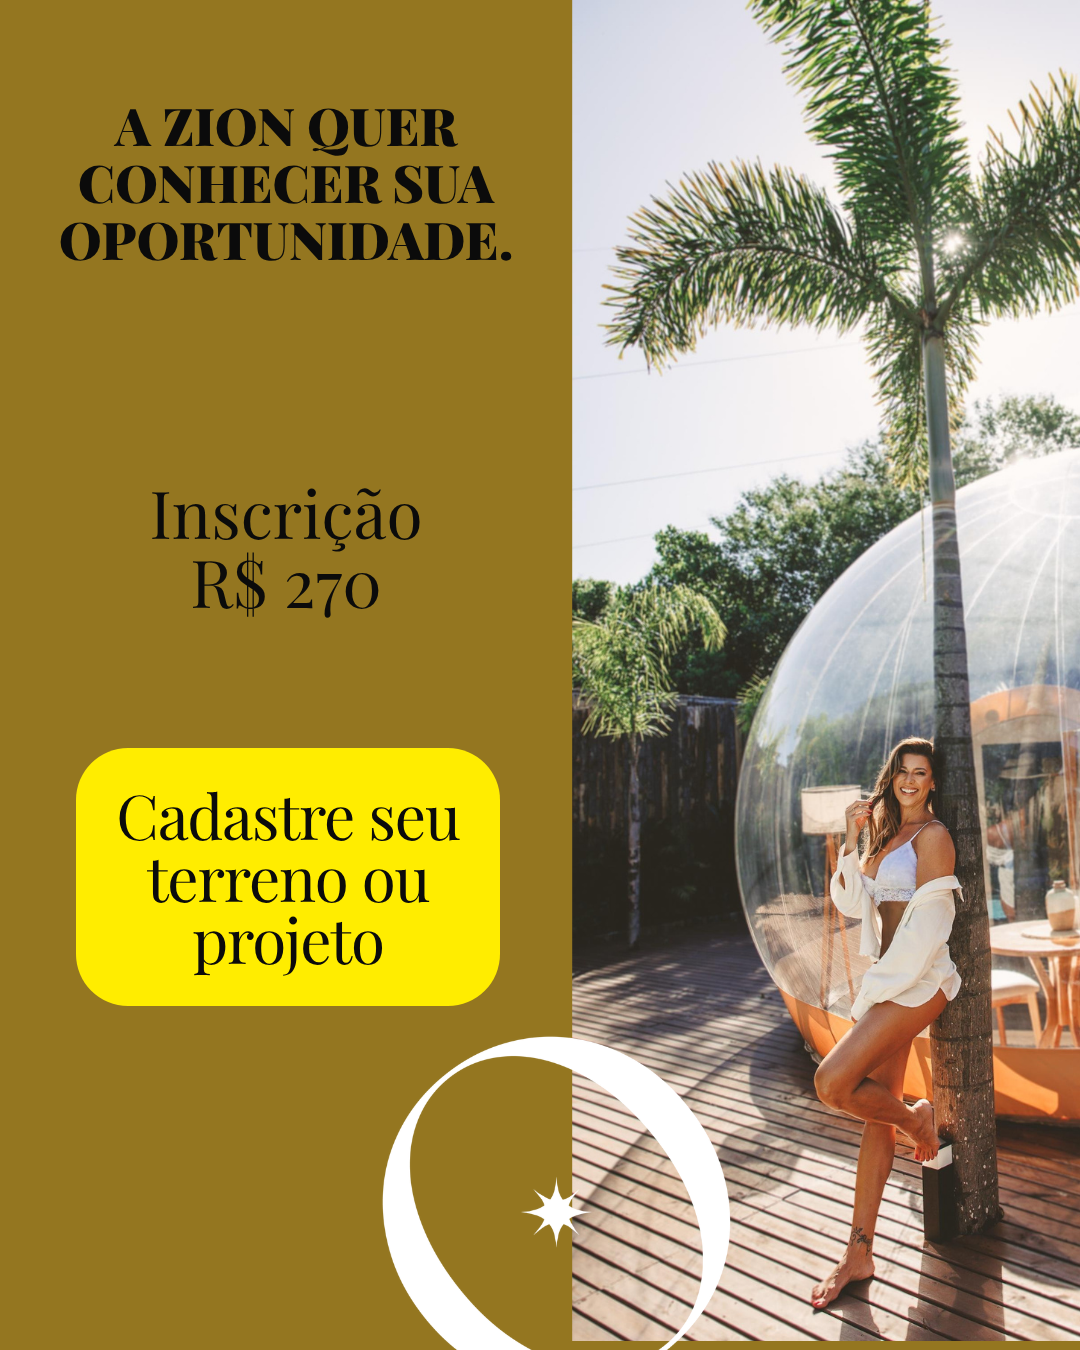 A ZION QUER
CONHECER SUA
OPORTUNIDADE.
Inscrição
R$ 270
Cadastre seu
terreno ou
projeto